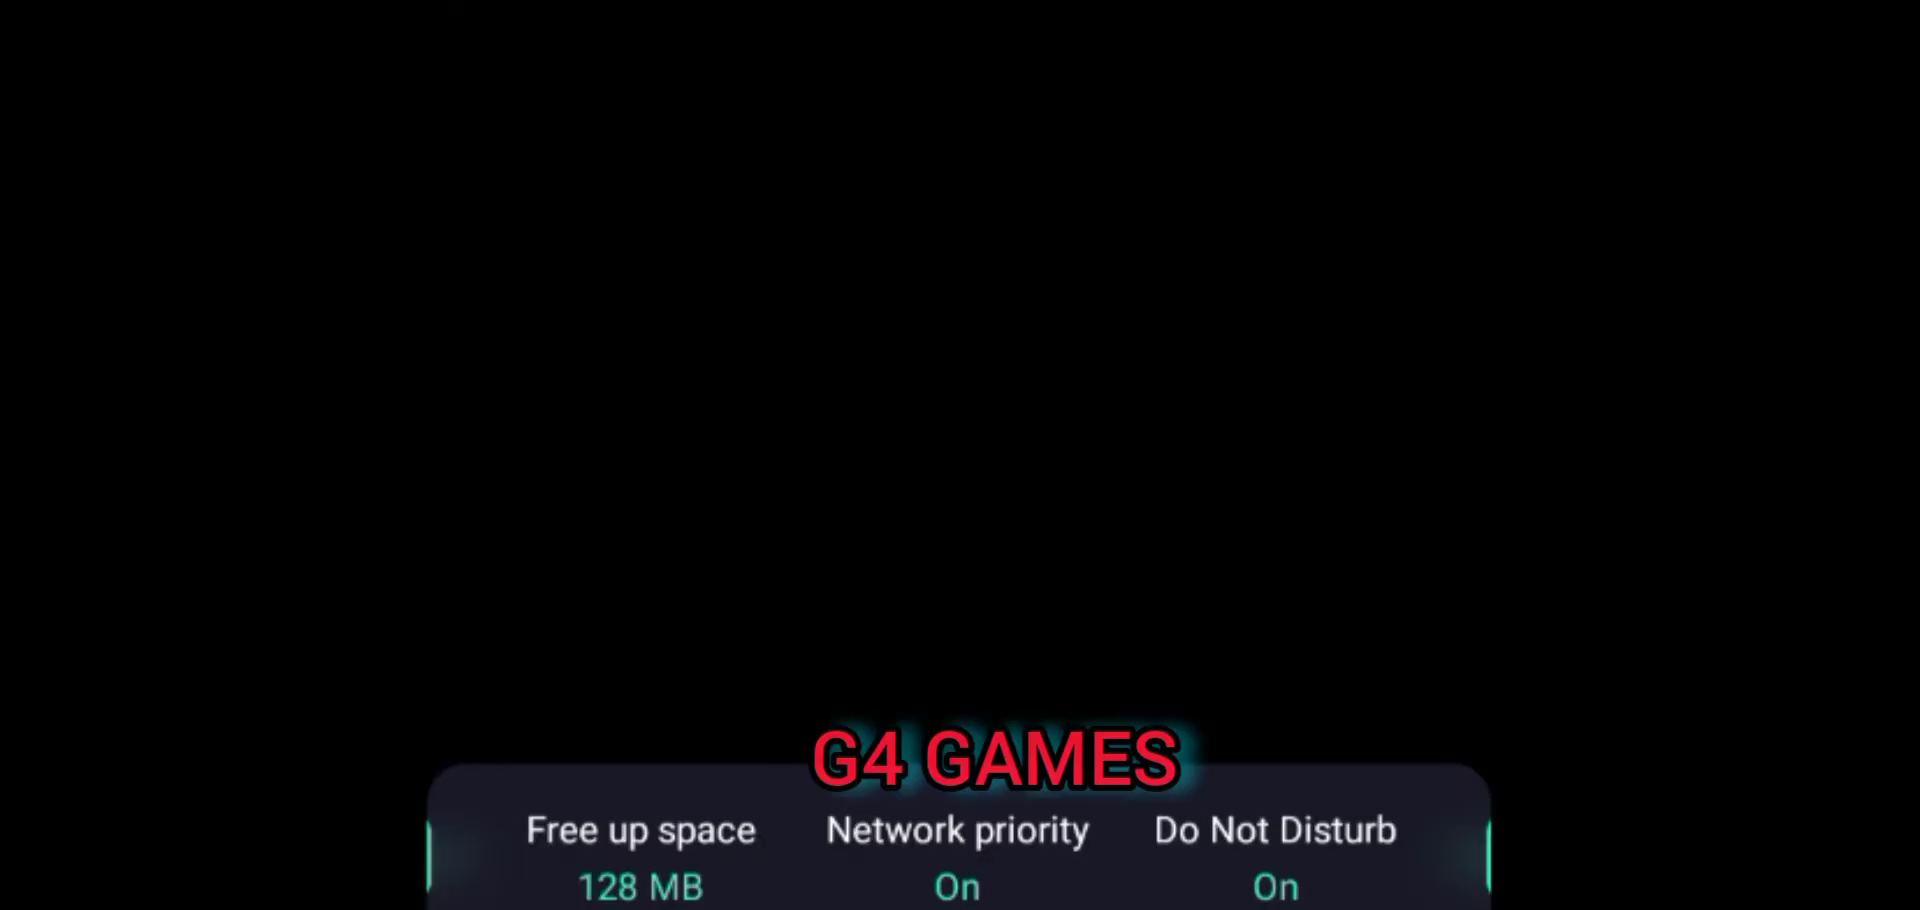 G4 GAMES
Free up space Network priority Do Not Disturb
128 MB On On